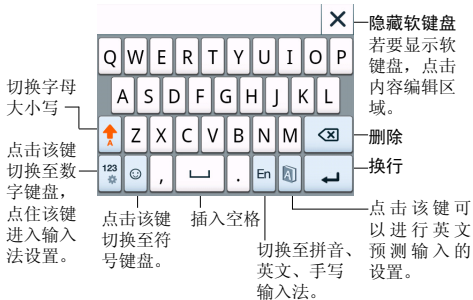 隐藏软键盘
若要显示软
键盘，点击
内容编辑区
域。
Q W E R T Y U I O P
切换字母
大小写
A S D F G H J K L
A
Z X C V B N M
删除
换行
点击该键
切换至数
字键盘，
点住该键
进入输入
法设置。
123
,
.
En
A
点击该键
切换至符
号键盘。
插入空格
切换至拼音、
英文、手写
输入法。
点击该键可
以进行英文
预测输入的
设置。